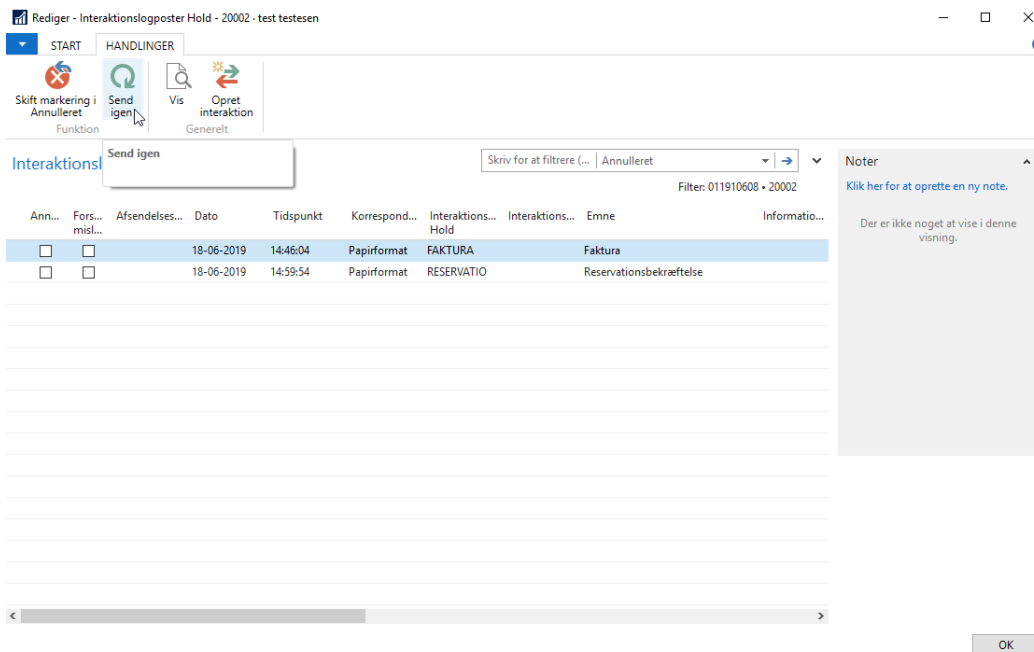 Rediger - Interaktionslogposter Hold - 20002 · test testesen
START HANDLINGER
Skift markering i Annulleret
Send igen
Vis
Opret interaktion
Funktion
Generelt
Send igen
Interaktionsl
Skriv for at filtrere (... Annulleret
Filter: 011910608 • 20002
Noter
Klik her for at oprette en ny note.
Der er ikke noget at vise i denne
visning.
Ann... Fors... Afsendelses... Dato Tidspunkt Korrespond... Interaktions... Interaktions... Emne Informatio...
misl... Hold
18-06-2019 14:46:04 Papirformat FAKTURA Faktura
18-06-2019 14:59:54 Papirformat RESERVATIO Reservationsbekræftelse
OK